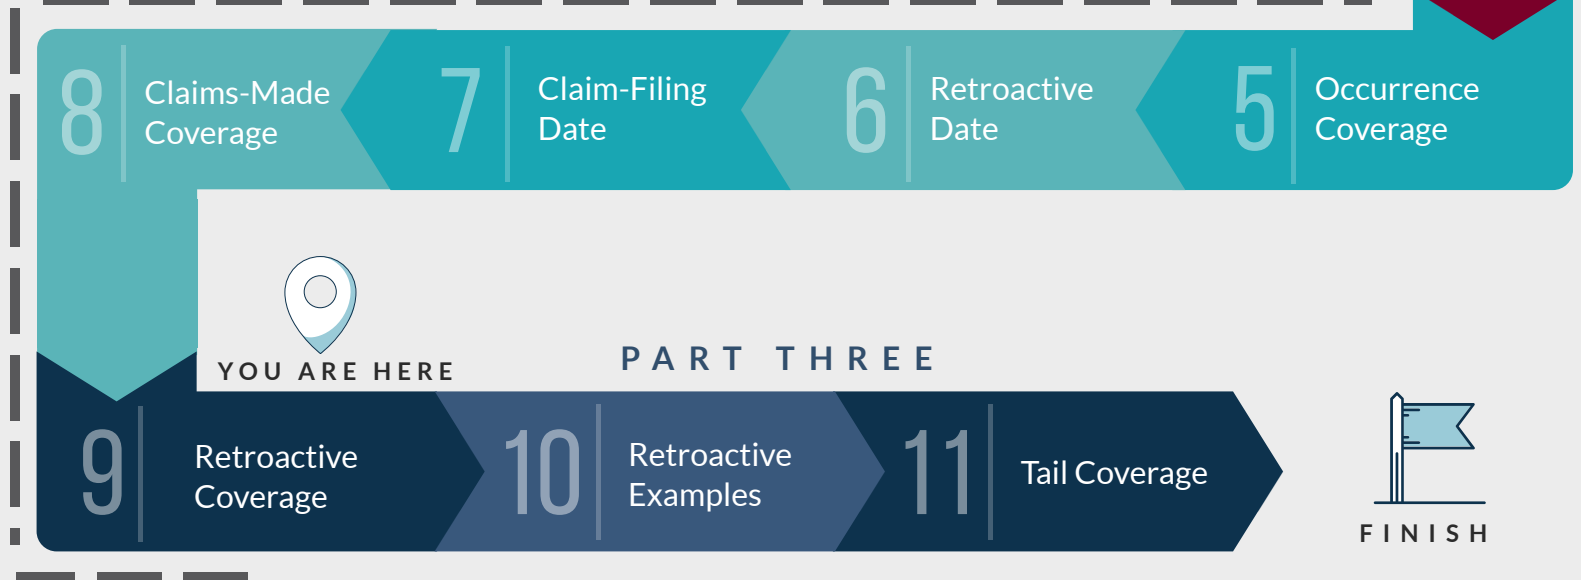 8
Claims-Made
Coverage
7
Claim-Filing
Date
6
Retroactive
Date
5
Occurrence
Coverage
YOU ARE HERE
PART THREE
9
Retroactive
Coverage
10
Retroactive
Examples
11
Tail Coverage
FINISH